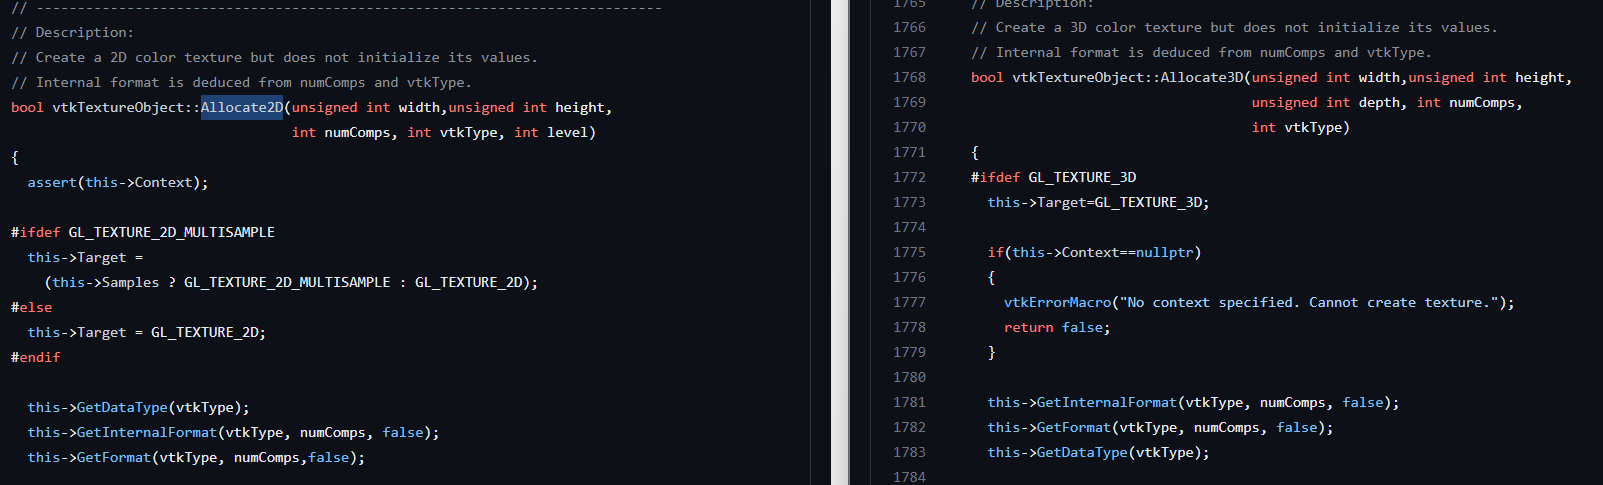 // ----------------------------------------------------------------------------
// Description:
// Create a 2D color texture but does not initialize its values.
// Internal format is deduced from numComps and vtkType.
bool vtkTextureObject::Allocate2D(unsigned int width,unsigned int height,
                                  int numComps, int vtkType, int level)
{
  assert(this->Context);

#ifdef GL_TEXTURE_2D_MULTISAMPLE
  this->Target =
    (this->Samples ? GL_TEXTURE_2D_MULTISAMPLE : GL_TEXTURE_2D);
#else
  this->Target = GL_TEXTURE_2D;
#endif

  this->GetDataType(vtkType);
  this->GetInternalFormat(vtkType, numComps, false);
  this->GetFormat(vtkType, numComps,false);
1765 // Description:
1766 // Create a 3D color texture but does not initialize its values.
1767 // Internal format is deduced from numComps and vtkType.
1768 bool vtkTextureObject::Allocate3D(unsigned int width,unsigned int height,
1769                                   unsigned int depth, int numComps,
1770                                   int vtkType)
1771 {
1772 #ifdef GL_TEXTURE_3D
1773   this->Target=GL_TEXTURE_3D;
1774
1775   if(this->Context==nullptr)
1776   {
1777     vtkErrorMacro("No context specified. Cannot create texture.");
1778     return false;
1779   }
1780
1781   this->GetInternalFormat(vtkType, numComps, false);
1782   this->GetFormat(vtkType, numComps, false);
1783   this->GetDataType(vtkType);
1784